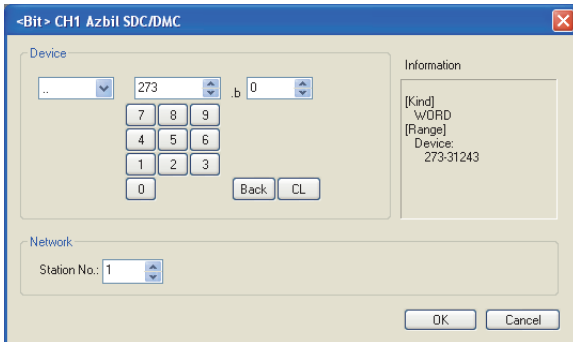 <Bit> CH1 Azbil SDC/DMC
Device
.. 273 .b 0
7 8 9
4 5 6
1 2 3
0 Back CL
Information
[Kind]
WORD
[Range]
Device:
273-31243
Network
Station No.: 1
OK Cancel